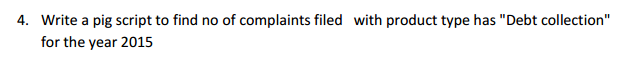 4. Write a pig script to find no of complaints filed with product type has "Debt collection"
for the year 2015